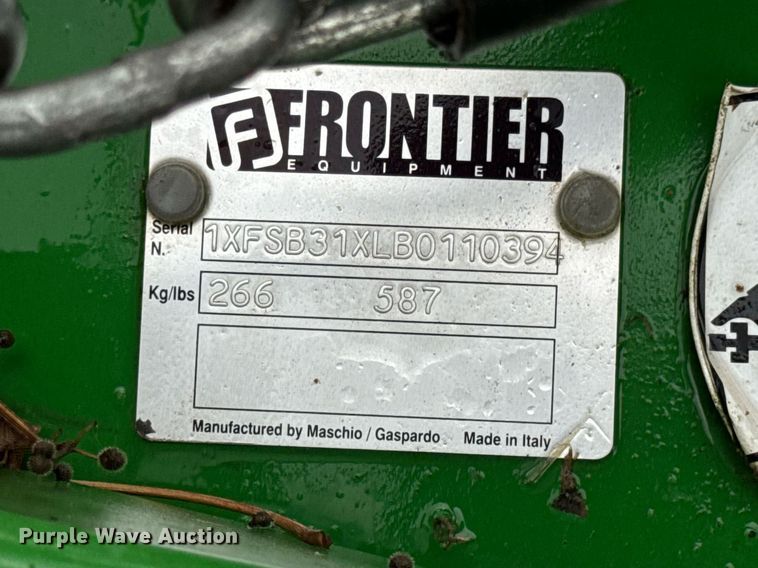 FRONTIER
EQUIPMENT
Serial N. 1XFSB31XLB0110394
Kg/lbs 266 587
Manufactured by Maschio / Gaspardo Made in Italy
Purple Wave Auction